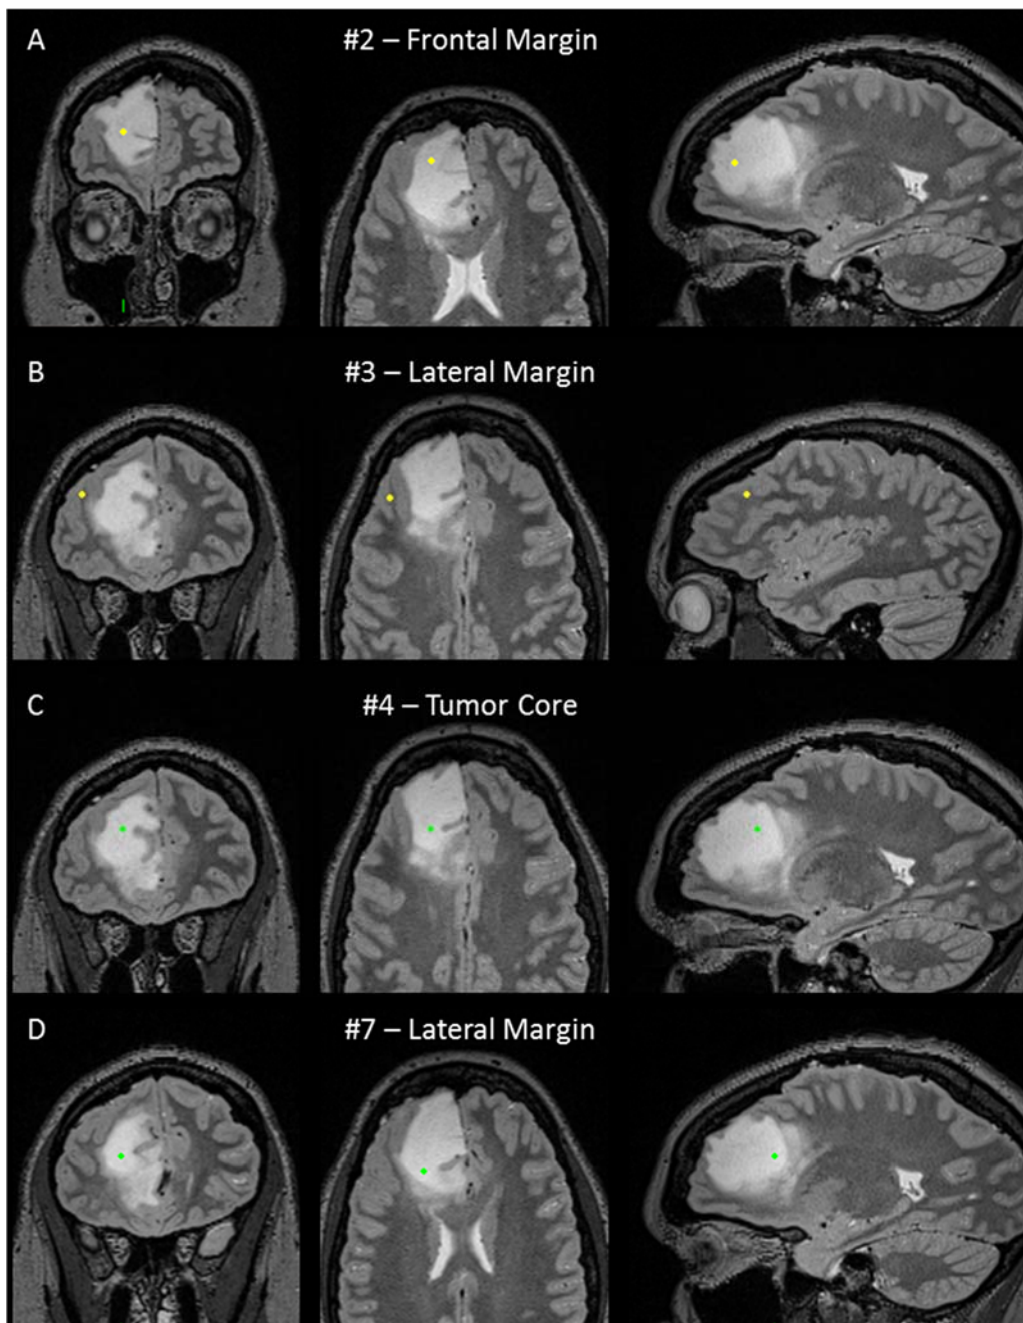 A
#2 – Frontal Margin
B
#3 – Lateral Margin
C
#4 – Tumor Core
D
#7 – Lateral Margin